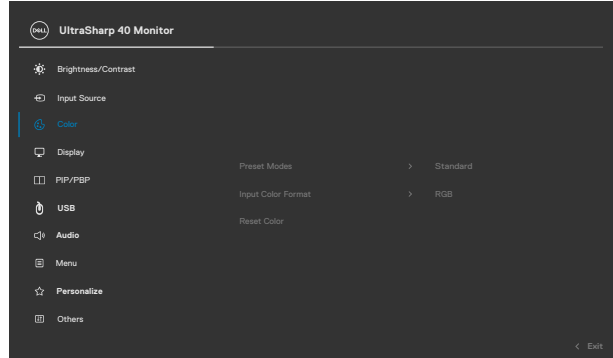 DELL UltraSharp 40 Monitor
Brightness/Contrast
Input Source
Color
Display
Preset Modes > Standard
PIP/PBP
Input Color Format > RGB
USB
Reset Color
Audio
Menu
Personalize
Others
< Exit